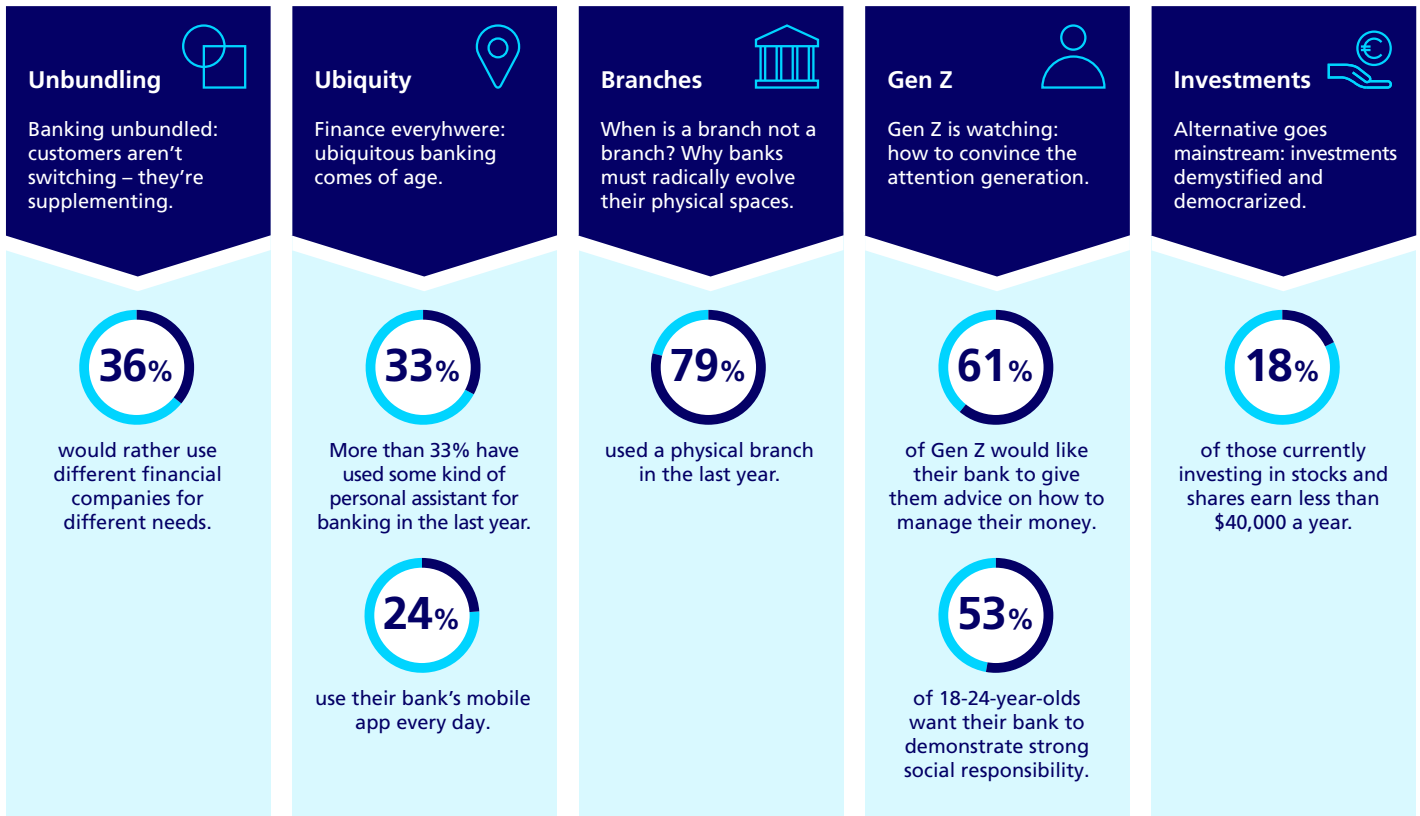 Unbundling
Banking unbundled:
customers aren't
switching – they're
supplementing.
36%
would rather use
different financial
companies for
different needs.
Ubiquity
Finance everyhwere:
ubiquitous banking
comes of age.
33%
More than 33% have
used some kind of
personal assistant for
banking in the last year.
24%
use their bank's mobile
app every day.
Branches
When is a branch not a
branch? Why banks
must radically evolve
their physical spaces.
79%
used a physical branch
in the last year.
Gen Z
Gen Z is watching:
how to convince the
attention generation.
61%
of Gen Z would like
their bank to give
them advice on how to
manage their money.
53%
of 18-24-year-olds
want their bank to
demonstrate strong
social responsibility.
Investments
€
Alternative goes
mainstream: investments
demystified and
democrarized.
18%
of those currently
investing in stocks and
shares earn less than
$40,000 a year.